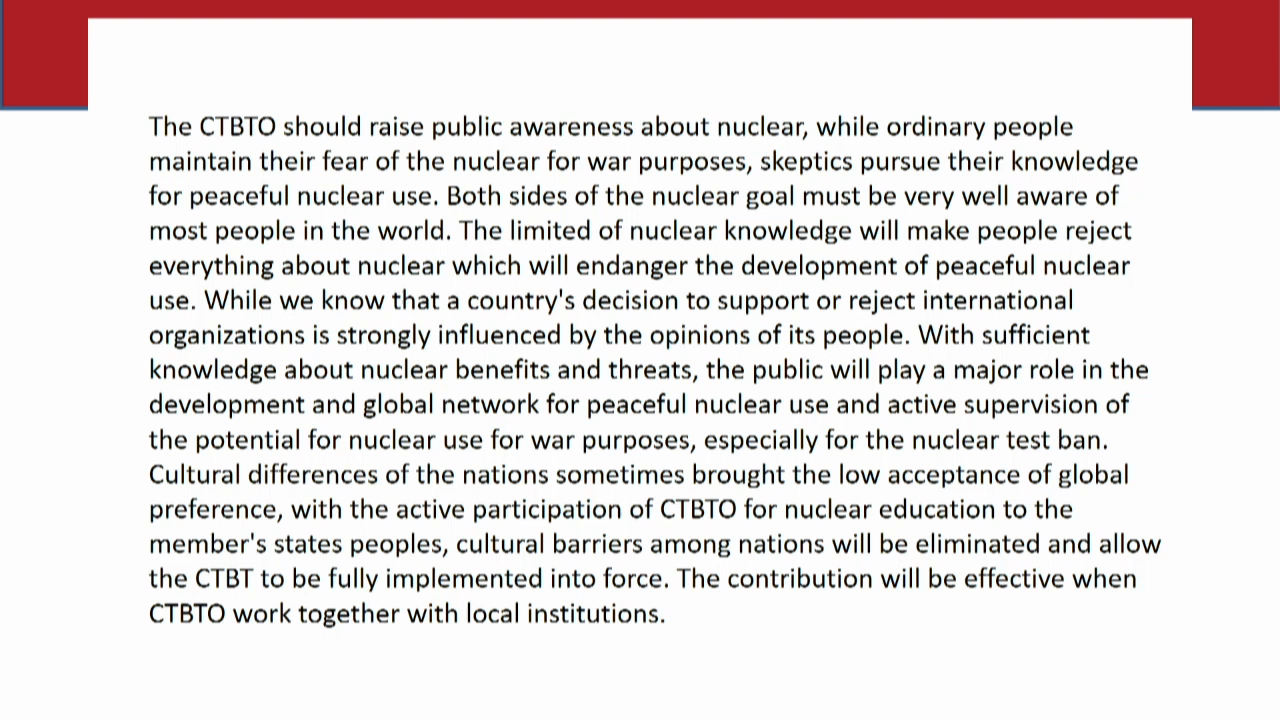 The CTBTO should raise public awareness about nuclear, while ordinary people
maintain their fear of the nuclear for war purposes, skeptics pursue their knowledge
for peaceful nuclear use. Both sides of the nuclear goal must be very well aware of
most people in the world. The limited of nuclear knowledge will make people reject
everything about nuclear which will endanger the development of peaceful nuclear
use. While we know that a country's decision to support or reject international
organizations is strongly influenced by the opinions of its people. With sufficient
knowledge about nuclear benefits and threats, the public will play a major role in the
development and global network for peaceful nuclear use and active supervision of
the potential for nuclear use for war purposes, especially for the nuclear test ban.
Cultural differences of the nations sometimes brought the low acceptance of global
preference, with the active participation of CTBTO for nuclear education to the
member's states peoples, cultural barriers among nations will be eliminated and allow
the CTBT to be fully implemented into force. The contribution will be effective when
CTBTO work together with local institutions.